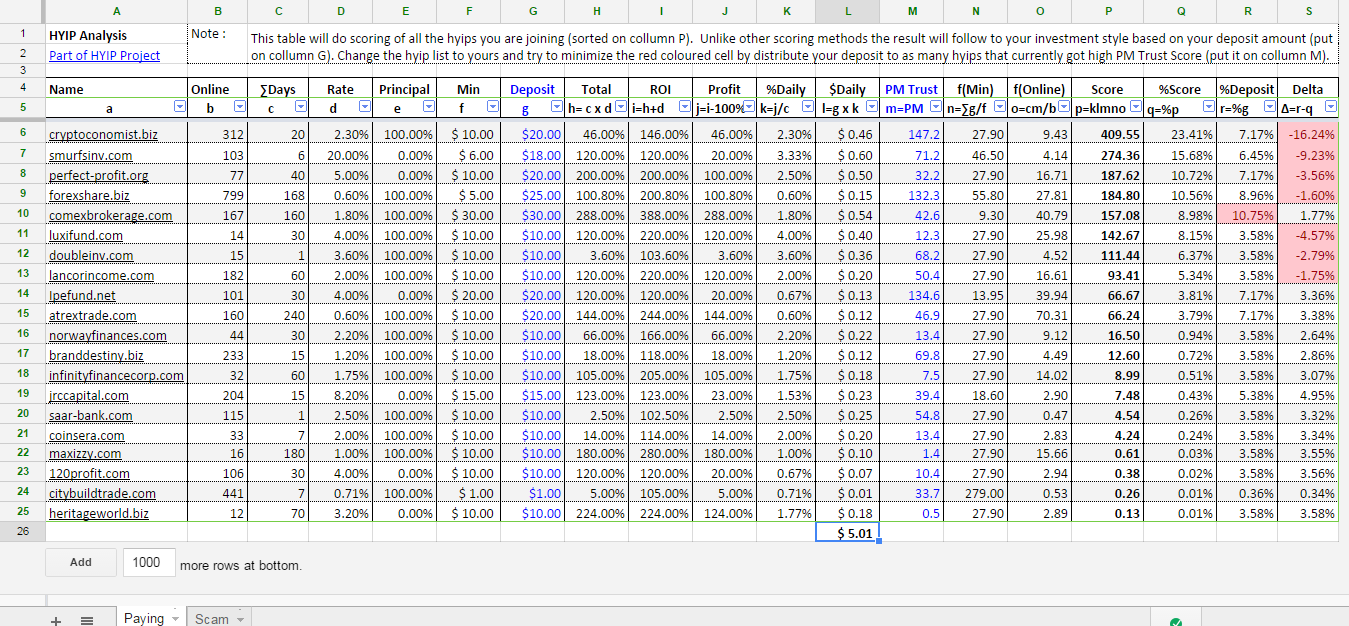 A B C D E F G H I J K L M N O P Q R S
1 HYIP Analysis Note : This table will do scoring of all the hyips you are joining (sorted on column P). Unlike other scoring methods the result will follow to your investment style based on your deposit amount (put
2 Part of HYIP Project on collumn G). Change the hyip list to yours and try to minimize the red coloured cell by distribute your deposit to as many hyips that currently got high PM Trust Score (put it on column M).
3
4 Name Online ∑Days Rate Principal Min Deposit Total ROI Profit %Daily $Daily PM Trust f(Min) f(Online) Score %Score %Deposit Delta
5 a b c d e f g h= c x d i=h+d j=i-100% k=j/c l=g x k m=PM n=∑g/f o=cm/b p=klmno q=%p r=%g Δ=r-q
6 cryptoconomist.biz 312 20 2.30% 100.00% $ 10.00 $20.00 46.00% 146.00% 46.00% 2.30% $ 0.46 147.2 27.90 9.43 409.55 23.41% 7.17% -16.24%
7 smurfsinv.com 103 6 20.00% 0.00% $ 6.00 $18.00 120.00% 120.00% 20.00% 3.33% $ 0.60 71.2 46.50 4.14 274.36 15.68% 6.45% -9.23%
8 perfect-profit.org 77 40 5.00% 0.00% $ 10.00 $20.00 200.00% 200.00% 100.00% 2.50% $ 0.50 32.2 27.90 16.71 187.62 10.72% 7.17% -3.56%
9 forexshare.biz 799 168 0.60% 100.00% $ 5.00 $25.00 100.80% 200.80% 100.80% 0.60% $ 0.15 132.3 55.80 27.81 184.80 10.56% 8.96% -1.60%
10 comexbrokerage.com 167 160 1.80% 100.00% $ 30.00 $30.00 288.00% 388.00% 288.00% 1.80% $ 0.54 42.6 9.30 40.79 157.08 8.98% 10.75% 1.77%
11 luxifund.com 14 30 4.00% 100.00% $ 10.00 $10.00 120.00% 220.00% 120.00% 4.00% $ 0.40 12.3 27.90 25.98 142.67 8.15% 3.58% -4.57%
12 doubleinv.com 15 1 3.60% 100.00% $ 10.00 $10.00 3.60% 103.60% 3.60% 3.60% $ 0.36 68.2 27.90 4.52 111.44 6.37% 3.58% -2.79%
13 lancorincome.com 182 60 2.00% 100.00% $ 10.00 $10.00 120.00% 220.00% 120.00% 2.00% $ 0.20 50.4 27.90 16.61 93.41 5.34% 3.58% -1.75%
14 lpefund.net 101 30 4.00% 0.00% $ 20.00 $20.00 120.00% 120.00% 20.00% 0.67% $ 0.13 134.6 13.95 39.94 66.67 3.81% 7.17% 3.36%
15 atrextrade.com 160 240 0.60% 100.00% $ 10.00 $20.00 144.00% 244.00% 144.00% 0.60% $ 0.12 46.9 27.90 70.31 66.24 3.79% 7.17% 3.38%
16 norwayfinances.com 44 30 2.20% 100.00% $ 10.00 $10.00 66.00% 166.00% 66.00% 2.20% $ 0.22 13.4 27.90 9.12 16.50 0.94% 3.58% 2.64%
17 branddestiny.biz 233 15 1.20% 100.00% $ 10.00 $10.00 18.00% 118.00% 18.00% 1.20% $ 0.12 69.8 27.90 4.49 12.60 0.72% 3.58% 2.86%
18 infinityfinancecorp.com 32 60 1.75% 100.00% $ 10.00 $10.00 105.00% 205.00% 105.00% 1.75% $ 0.18 7.5 27.90 14.02 8.99 0.51% 3.58% 3.07%
19 jrccapital.com 204 15 8.20% 0.00% $ 15.00 $15.00 123.00% 123.00% 23.00% 1.53% $ 0.23 39.4 18.60 2.90 7.48 0.43% 5.38% 4.95%
20 saar-bank.com 115 1 2.50% 100.00% $ 10.00 $10.00 2.50% 102.50% 2.50% 2.50% $ 0.25 54.8 27.90 0.47 4.54 0.26% 3.58% 3.32%
21 coinsera.com 33 7 2.00% 100.00% $ 10.00 $10.00 14.00% 114.00% 14.00% 2.00% $ 0.20 13.4 27.90 2.83 4.24 0.24% 3.58% 3.34%
22 maxizzy.com 16 180 1.00% 100.00% $ 10.00 $10.00 180.00% 280.00% 180.00% 1.00% $ 0.10 1.4 27.90 15.66 0.61 0.03% 3.58% 3.55%
23 120profit.com 106 30 4.00% 0.00% $ 10.00 $10.00 120.00% 120.00% 20.00% 0.67% $ 0.07 10.4 27.90 2.94 0.38 0.02% 3.58% 3.56%
24 citybuildtrade.com 441 7 0.71% 100.00% $ 1.00 $1.00 5.00% 105.00% 5.00% 0.71% $ 0.01 33.7 279.00 0.53 0.26 0.01% 0.36% 0.34%
25 heritageworld.biz 12 70 3.20% 0.00% $ 10.00 $10.00 224.00% 224.00% 124.00% 1.77% $ 0.18 0.5 27.90 2.89 0.13 0.01% 3.58% 3.58%
26 $ 5.01
Add 1000 more rows at bottom.
Paying Scam